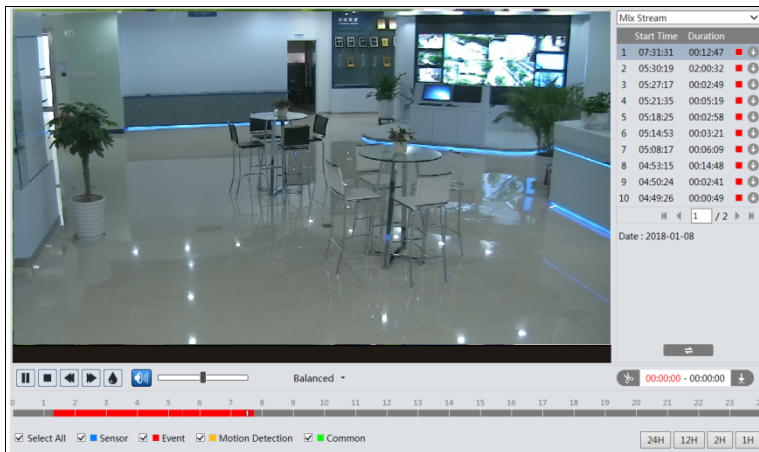 Mix Stream
Start Time Duration
1 07:31:31 00:12:47
2 05:30:19 02:00:32
3 05:27:17 00:02:49
4 05:21:35 00:05:19
5 05:18:25 00:02:58
6 05:14:53 00:03:21
7 05:08:17 00:06:09
8 04:53:15 00:14:48
9 04:50:24 00:02:41
10 04:49:26 00:00:49
1 / 2
Date : 2018-01-08
Balanced
00:00:00 - 00:00:00
0 1 2 3 4 5 6 7 8 9 10 11 12 13 14 15 16 17 18 19 20 21 22 23
Select All Sensor Event Motion Detection Common
24H 12H 2H 1H